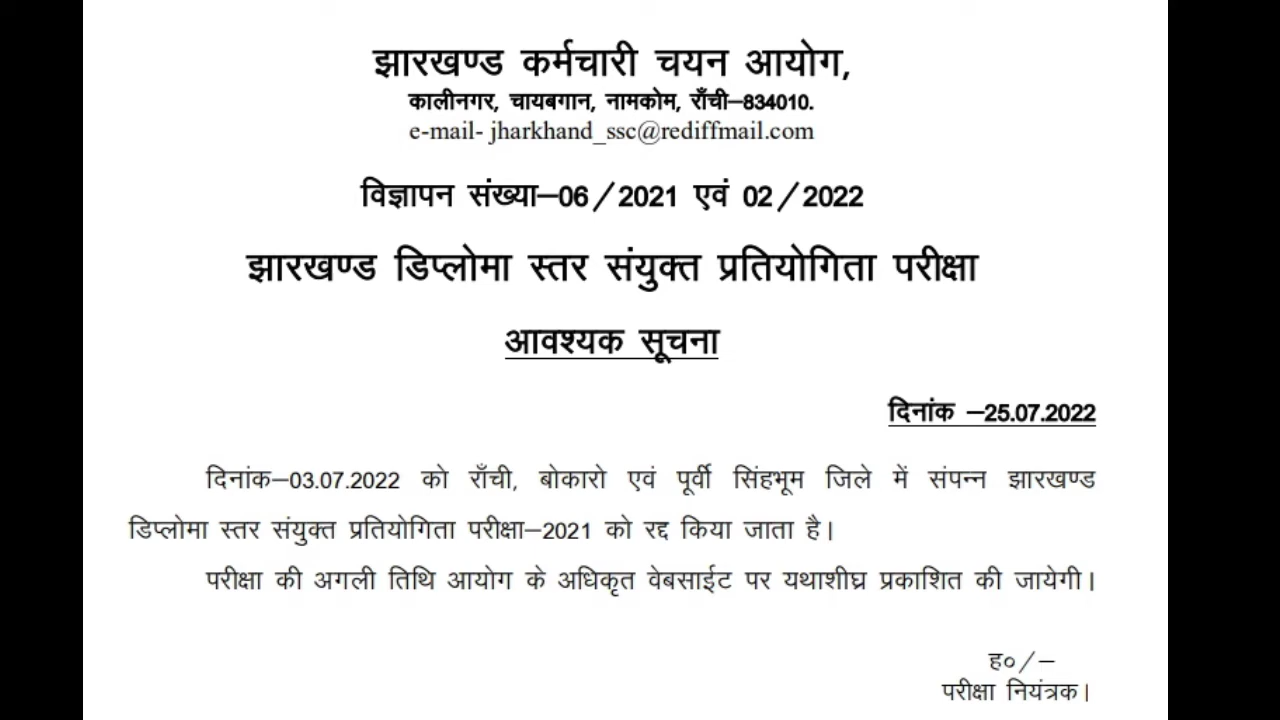 झारखण्ड कर्मचारी चयन आयोग,
कालीनगर, चायबगान, नामकोम, राँची–834010.
e-mail- jharkhand_ssc@rediffmail.com
विज्ञापन संख्या–06/2021 एवं 02/2022
झारखण्ड डिप्लोमा स्तर संयुक्त प्रतियोगिता परीक्षा
आवश्यक सूचना
दिनांक –25.07.2022
दिनांक–03.07.2022 को राँची, बोकारो एवं पूर्वी सिंहभूम जिले में संपन्न झारखण्ड
डिप्लोमा स्तर संयुक्त प्रतियोगिता परीक्षा–2021 को रद्द किया जाता है।
परीक्षा की अगली तिथि आयोग के अधिकृत वेबसाईट पर यथाशीघ्र प्रकाशित की जायेगी।
ह०/–
परीक्षा नियंत्रक।